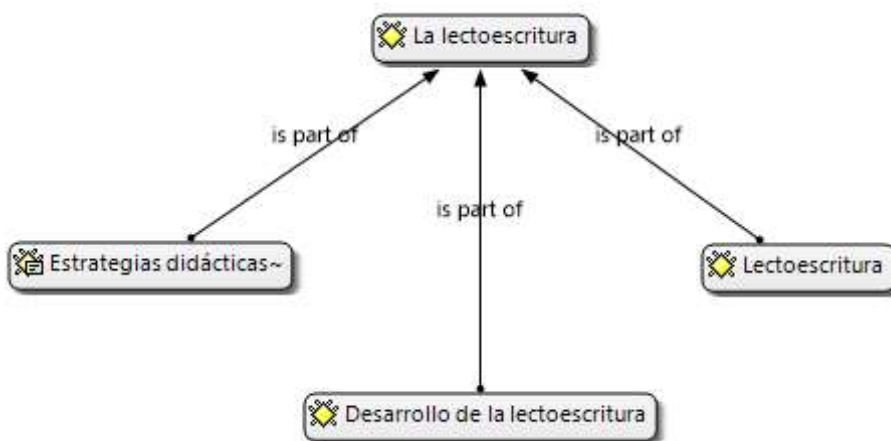 La lectoescritura
is part of
is part of
is part of
Estrategias didácticas~
Lectoescritura
Desarrollo de la lectoescritura